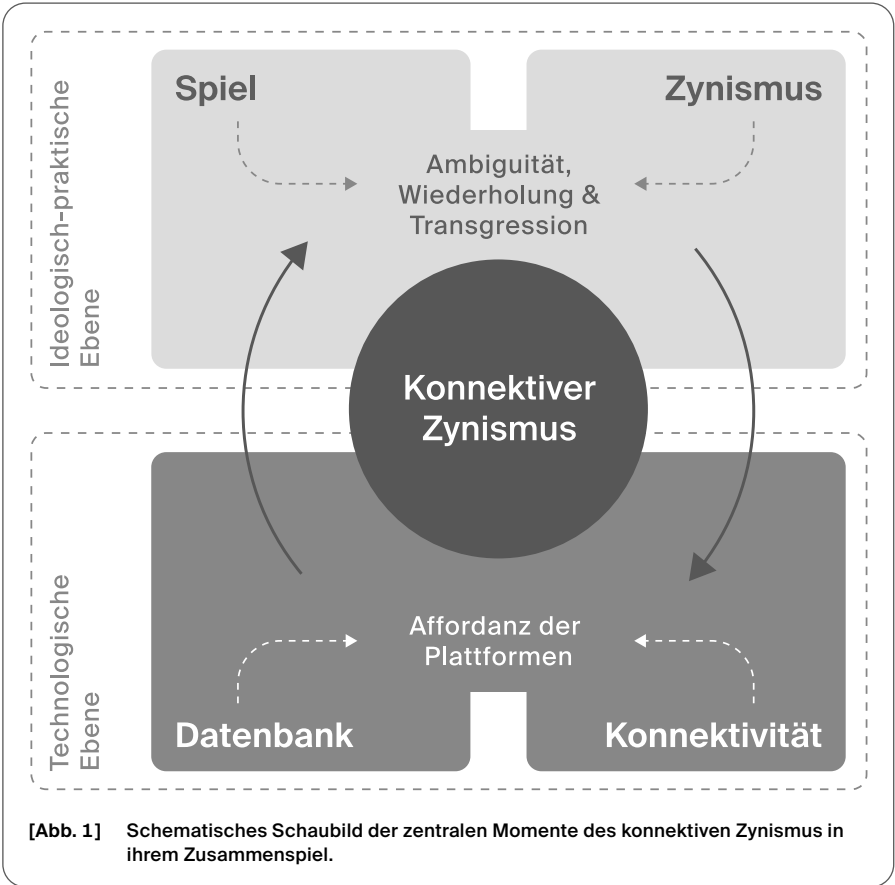 Ideologisch-praktische
Ebene
Spiel
Zynismus
Ambiguität,
Wiederholung &
Transgression
Konnektiver
Zynismus
Technologische
Ebene
Affordanz der
Plattformen
Datenbank
Konnektivität
[Abb. 1] Schematisches Schaubild der zentralen Momente des konnektiven Zynismus in
ihrem Zusammenspiel.